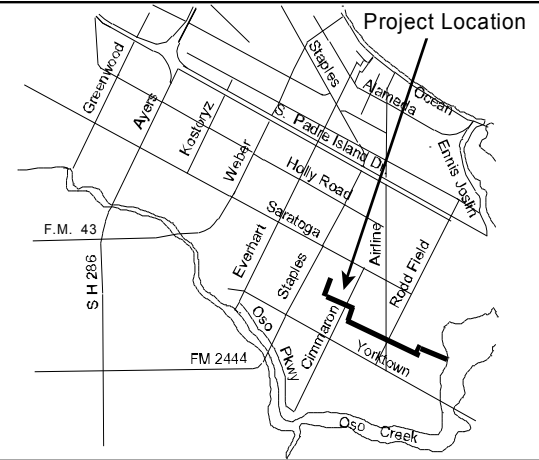 Project Location
Staples
Ocean
Alameda
Greenwood
Ayers
Kostoryz
S. Padre Island Dr.
Ennis Joslin
Weber
Holly Road
Saratoga
F.M. 43
Everhart
Staples
Airline
Rodd Field
S H 286
Oso
Pkwy
Cimmaron
Yorktown
FM 2444
Oso Creek